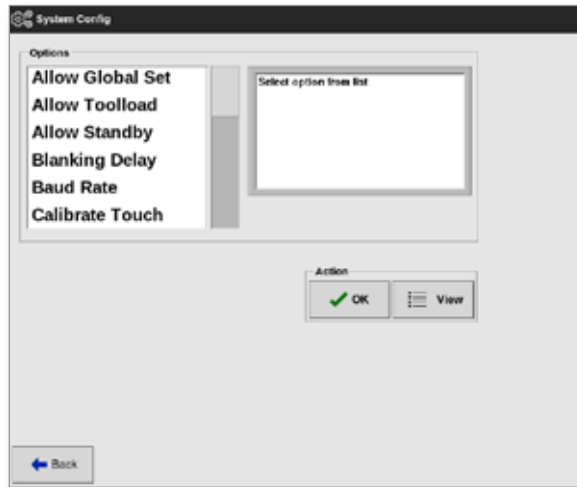 System Config
Options
Allow Global Set
Allow Toolload
Allow Standby
Blanking Delay
Baud Rate
Calibrate Touch
Select option from list
Action
OK
View
Back